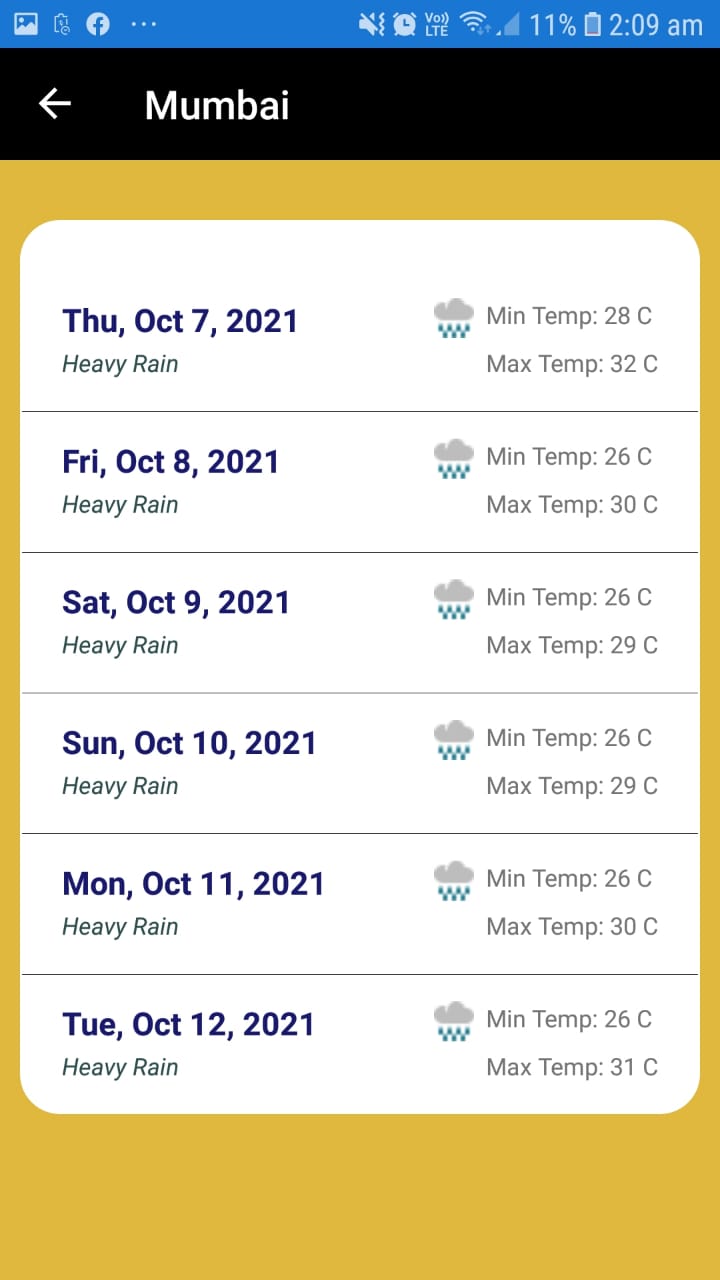 Vo)) LTE 11% 2:09 am
Mumbai
Thu, Oct 7, 2021
Min Temp: 28 C
Heavy Rain
Max Temp: 32 C
Fri, Oct 8, 2021
Min Temp: 26 C
Heavy Rain
Max Temp: 30 C
Sat, Oct 9, 2021
Min Temp: 26 C
Heavy Rain
Max Temp: 29 C
Sun, Oct 10, 2021
Min Temp: 26 C
Heavy Rain
Max Temp: 29 C
Mon, Oct 11, 2021
Min Temp: 26 C
Heavy Rain
Max Temp: 30 C
Tue, Oct 12, 2021
Min Temp: 26 C
Heavy Rain
Max Temp: 31 C